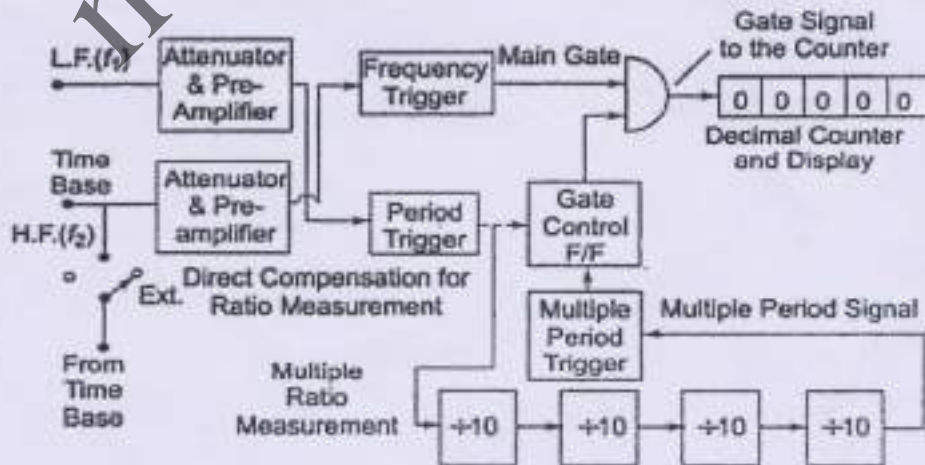 L.F.(f1)
Attenuator
& Pre-
Amplifier
Frequency
Trigger
Main Gate
Gate Signal
to the Counter
0 0 0 0 0
Decimal Counter
and Display
Time
Base
H.F.(f2)
Attenuator
& Pre-
amplifier
Period
Trigger
Gate
Control
F/F
Ext.
Direct Compensation for
Ratio Measurement
From
Time
Base
Multiple
Period
Trigger
Multiple Period Signal
Multiple
Ratio
Measurement
÷10
÷10
÷10
÷10